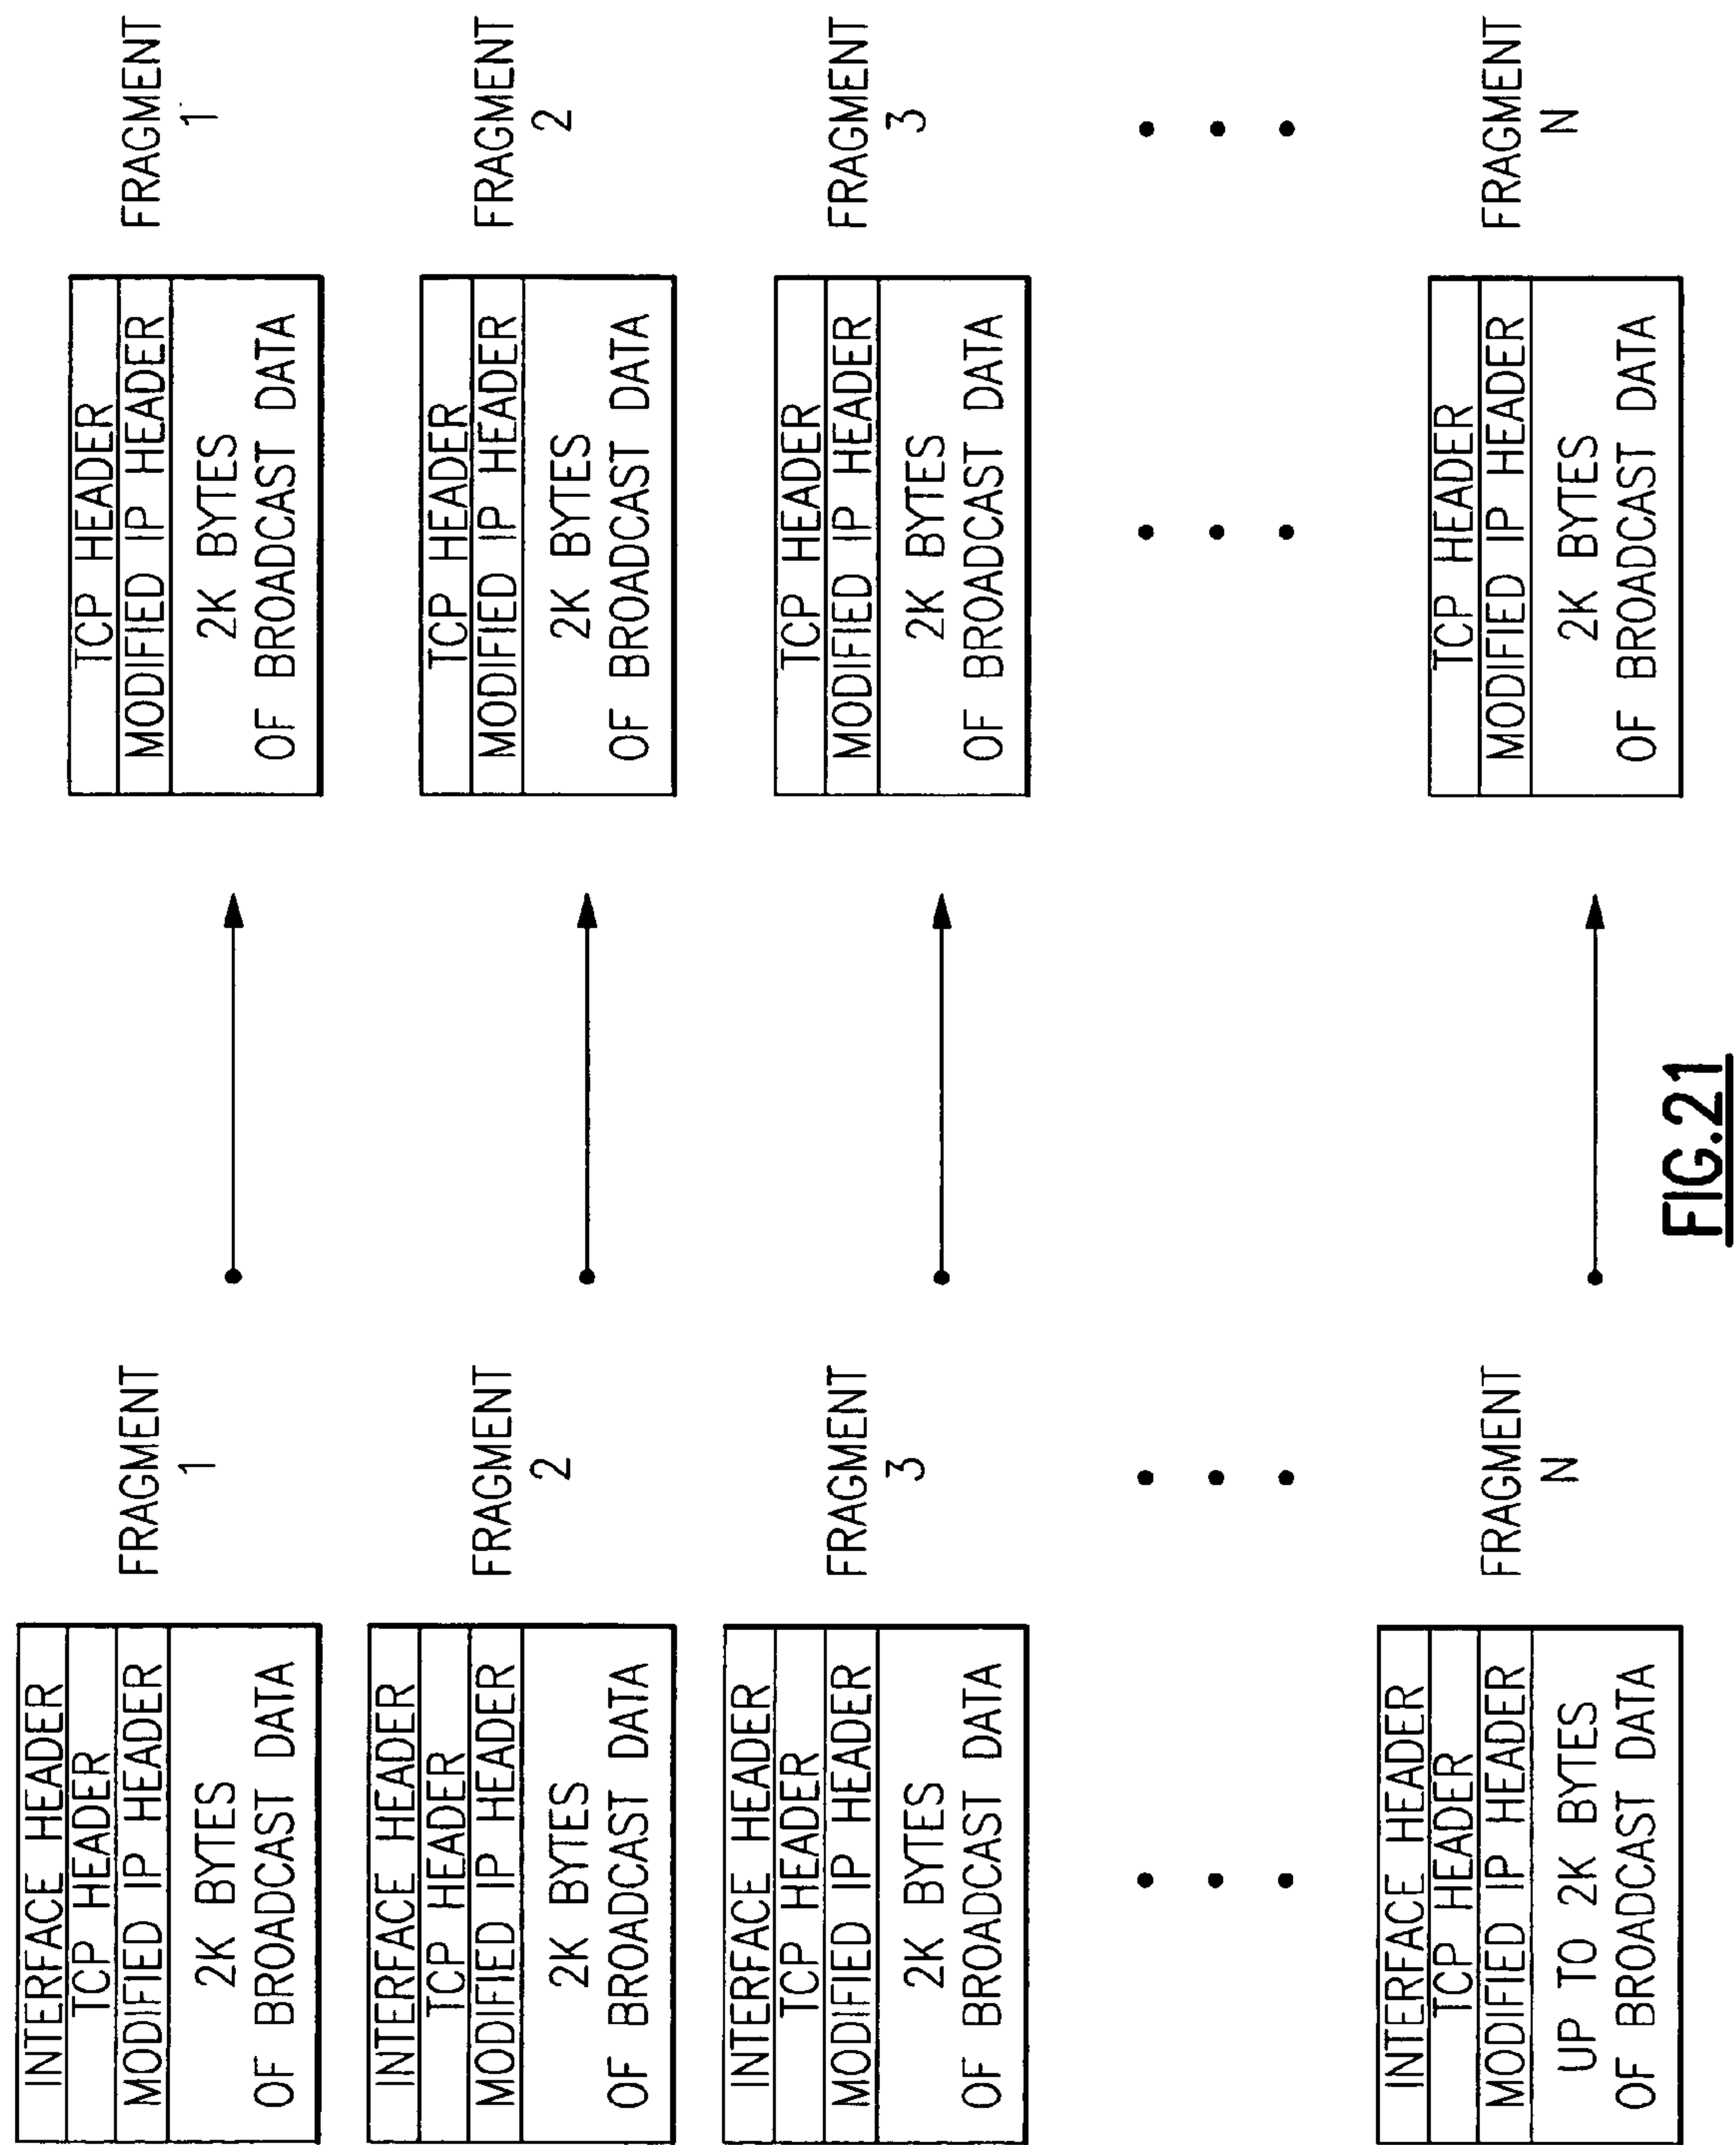 INTERFACE HEADER
TCP HEADER
MODIFIED IP HEADER
2K BYTES
OF BROADCAST DATA
FRAGMENT
1
TCP HEADER
MODIFIED IP HEADER
2K BYTES
OF BROADCAST DATA
FRAGMENT
1
INTERFACE HEADER
TCP HEADER
MODIFIED IP HEADER
2K BYTES
OF BROADCAST DATA
FRAGMENT
2
TCP HEADER
MODIFIED IP HEADER
2K BYTES
OF BROADCAST DATA
FRAGMENT
2
INTERFACE HEADER
TCP HEADER
MODIFIED IP HEADER
2K BYTES
OF BROADCAST DATA
FRAGMENT
3
TCP HEADER
MODIFIED IP HEADER
2K BYTES
OF BROADCAST DATA
FRAGMENT
3
INTERFACE HEADER
TCP HEADER
MODIFIED IP HEADER
UP TO 2K BYTES
OF BROADCAST DATA
FRAGMENT
N
TCP HEADER
MODIFIED IP HEADER
2K BYTES
OF BROADCAST DATA
FRAGMENT
N
FIG.21